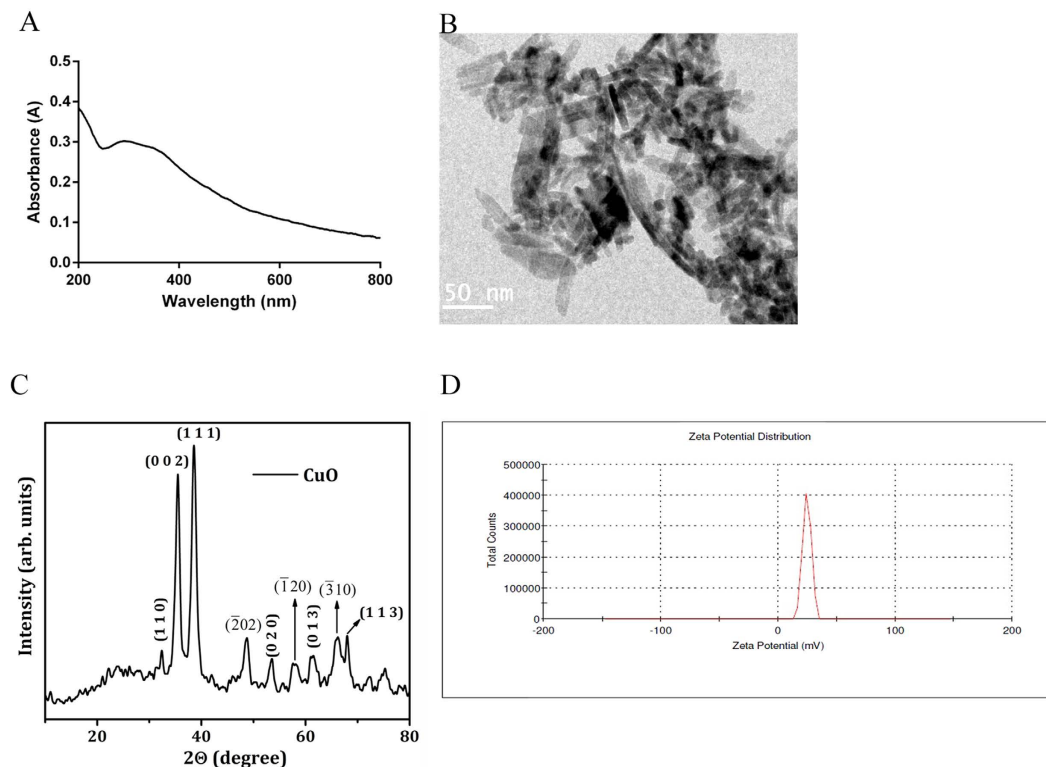 A
0.5
0.4
0.3
0.2
0.1
0.0
200
400
600
800
Absorbance (A)
Wavelength (nm)
B
50 nm
C
(1 1 0)
(0 0 2)
(1 1 1)
CuO
(2̅02)
(0 2 0)
(1̅20)
(0 1 3)
(3̅10)
(1 1 3)
Intensity (arb. units)
20
40
60
80
2Θ (degree)
D
Zeta Potential Distribution
500000
400000
300000
200000
100000
0
-200
-100
0
100
200
Total Counts
Zeta Potential (mV)